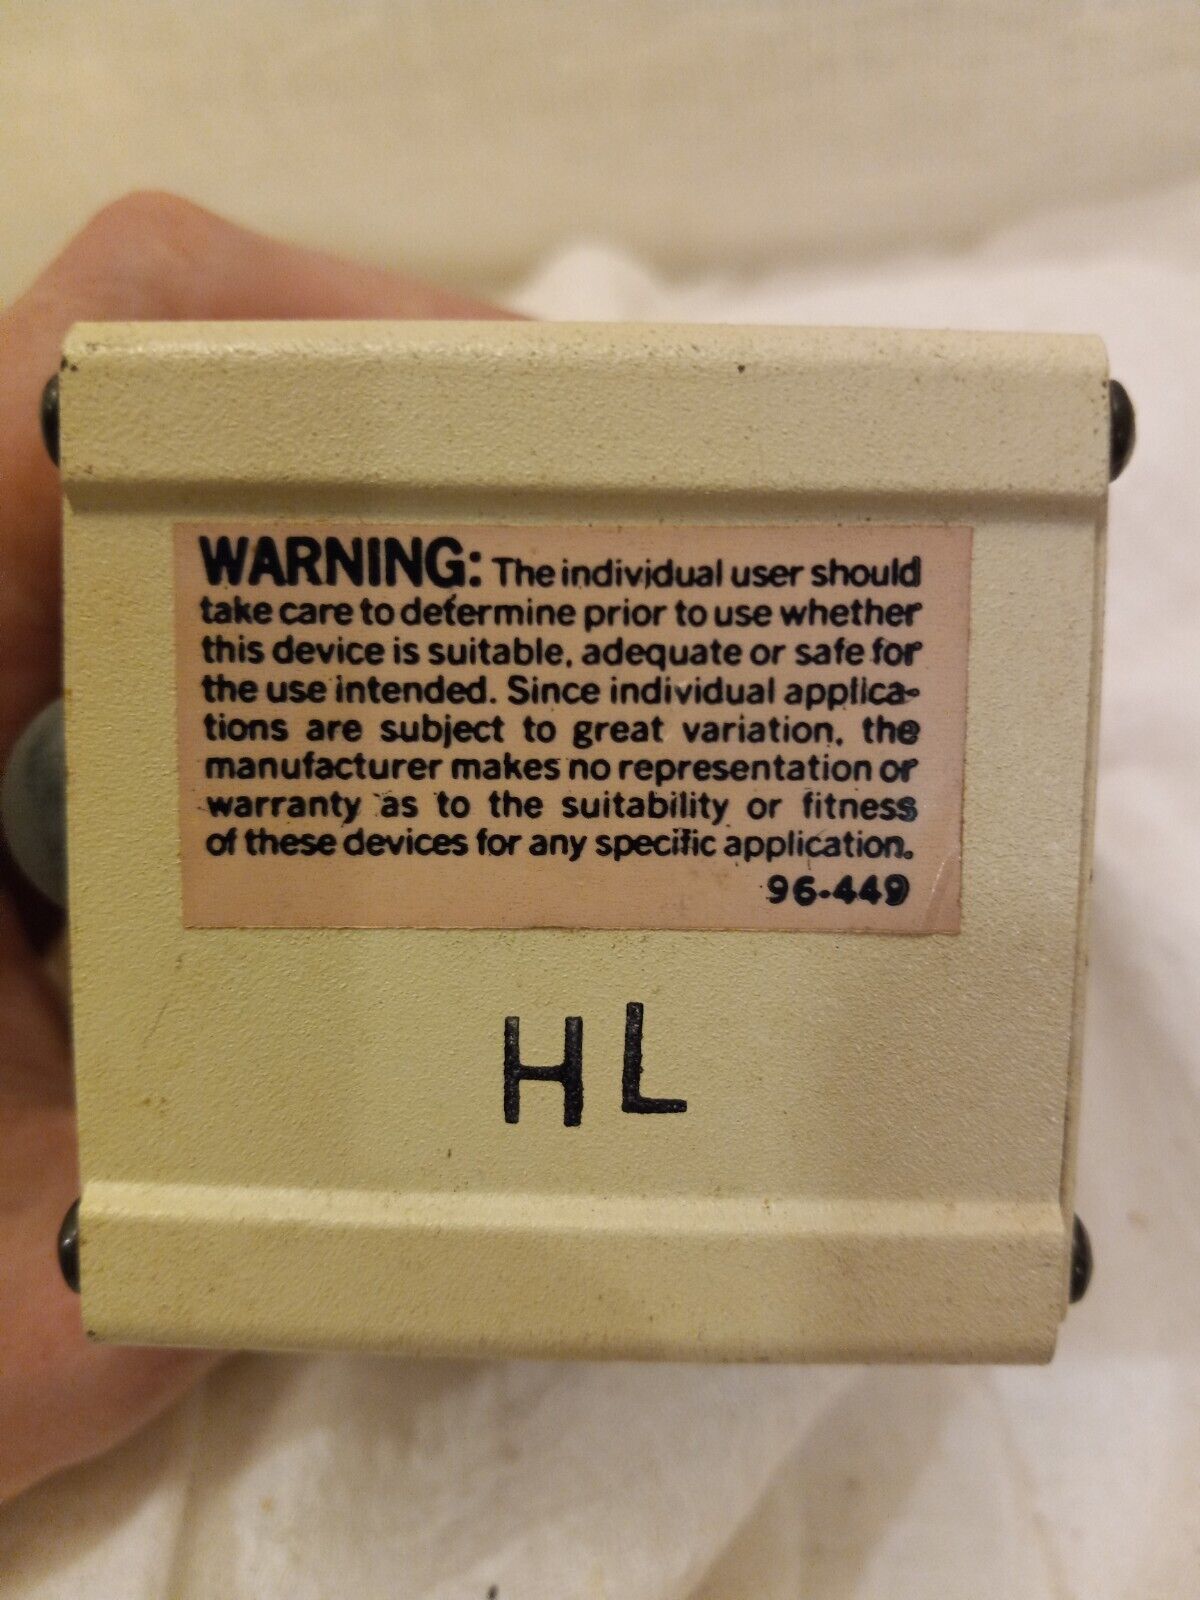 WARNING: The individual user should
take care to determine prior to use whether
this device is suitable, adequate or safe for
the use intended. Since individual applica-
tions are subject to great variation, the
manufacturer makes no representation or
warranty as to the suitability or fitness
of these devices for any specific application.
96-449
HL